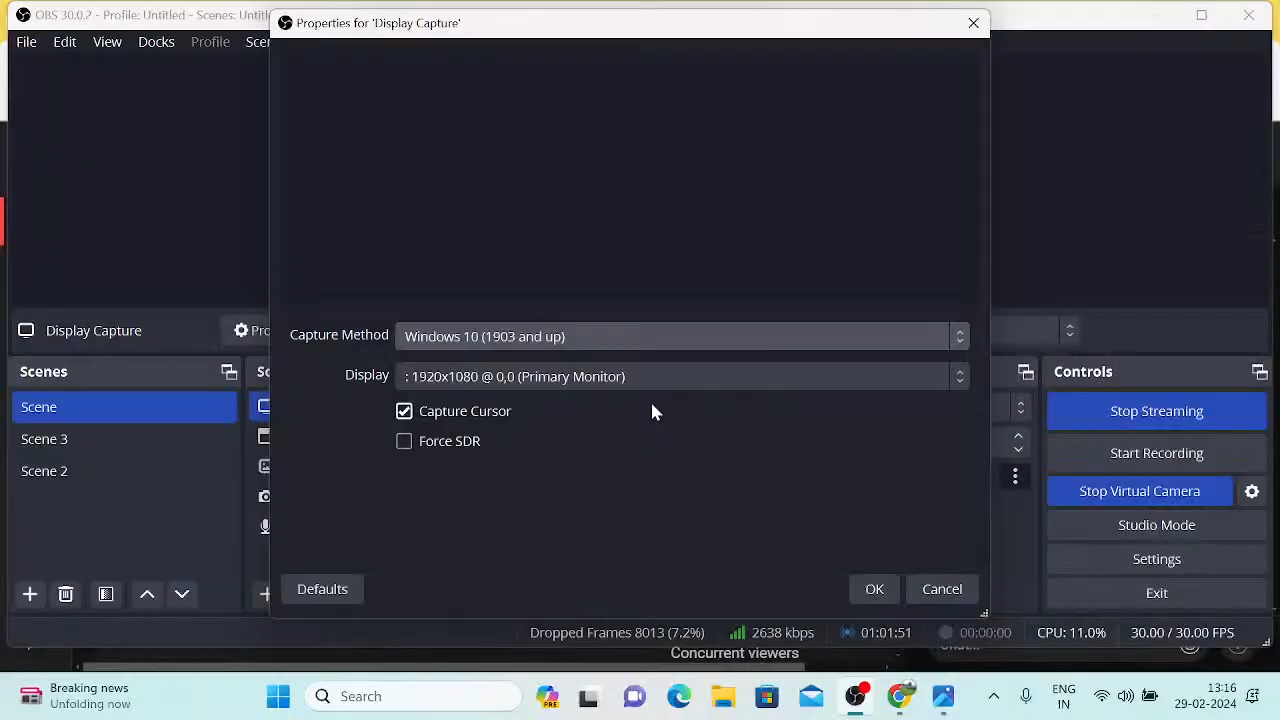 OBS 30.0.2 - Profile: Untitled - Scenes: Untit
Properties for 'Display Capture'
File Edit View Docks Profile
Display Capture
Capture Method Windows 10 (1903 and up)
Display : 1920x1080 @ 0,0 (Primary Monitor)
Capture Cursor
Force SDR
Defaults OK Cancel
Scenes
Scene
Scene 3
Scene 2
Controls
Stop Streaming
Start Recording
Stop Virtual Camera
Studio Mode
Settings
Exit
Dropped Frames 8013 (7.2%) 2638 kbps 01:01:51 00:00:00 CPU: 11.0% 30.00 / 30.00 FPS
Concurrent viewers
Breaking news
Unfolding now
Search
PRE
ENG
IN
13:16
29-02-2024